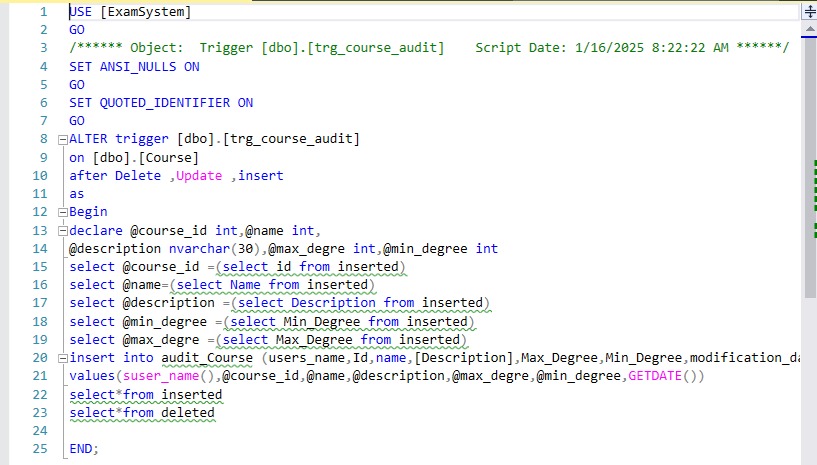 1 USE [ExamSystem]
2 GO
3 /****** Object:  Trigger [dbo].[trg_course_audit]    Script Date: 1/16/2025 8:22:22 AM ******/
4 SET ANSI_NULLS ON
5 GO
6 SET QUOTED_IDENTIFIER ON
7 GO
8 ALTER trigger [dbo].[trg_course_audit]
9 on [dbo].[Course]
10 after Delete ,Update ,insert
11 as
12 Begin
13 declare @course_id int,@name int,
14 @description nvarchar(30),@max_degre int,@min_degree int
15 select @course_id =(select id from inserted)
16 select @name=(select Name from inserted)
17 select @description =(select Description from inserted)
18 select @min_degree =(select Min_Degree from inserted)
19 select @max_degre =(select Max_Degree from inserted)
20 insert into audit_Course (users_name,Id,name,[Description],Max_Degree,Min_Degree,modification_da
21 values(suser_name(),@course_id,@name,@description,@max_degre,@min_degree,GETDATE())
22 select*from inserted
23 select*from deleted
24
25 END;